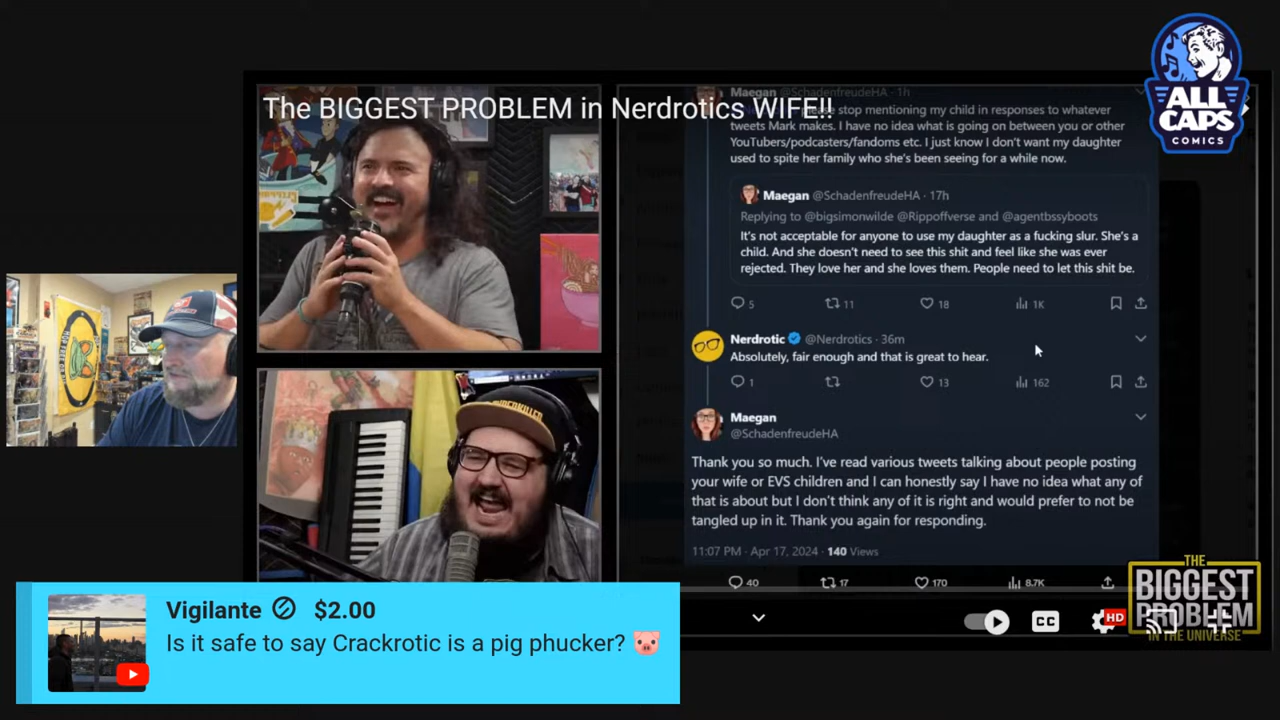 The BIGGEST PROBLEM in Nerdrotics WIFE!!
ALL
CAPS
COMICS
Maegan @SchadenfreudeHA · 1h
stop mentioning my child in responses to whatever
tweets Mark makes. I have no idea what is going on between you or other
YouTubers/podcasters/fandoms etc. I just know I don't want my daughter
used to spite her family who she's been seeing for a while now.
Maegan @SchadenfreudeHA · 17h
Replying to @bigsimonwilde @Rippoffverse and @agentbssyboots
It's not acceptable for anyone to use my daughter as a fucking slur. She's a
child. And she doesn't need to see this shit and feel like she was ever
rejected. They love her and she loves them. People need to let this shit be.
5 11 18 1K
Nerdrotic @Nerdrotics · 36m
Absolutely, fair enough and that is great to hear.
1 13 162
Maegan
@SchadenfreudeHA
Thank you so much. I've read various tweets talking about people posting
your wife or EVS children and I can honestly say I have no idea what any of
that is about but I don't think any of it is right and would prefer to not be
tangled up in it. Thank you again for responding.
11:07 PM · Apr 17, 2024 · 140 Views
40 17 170 8.7K
CC HD
THE
BIGGEST
PROBLEM
IN THE UNIVERSE
Vigilante $2.00
Is it safe to say Crackrotic is a pig phucker? 🐷